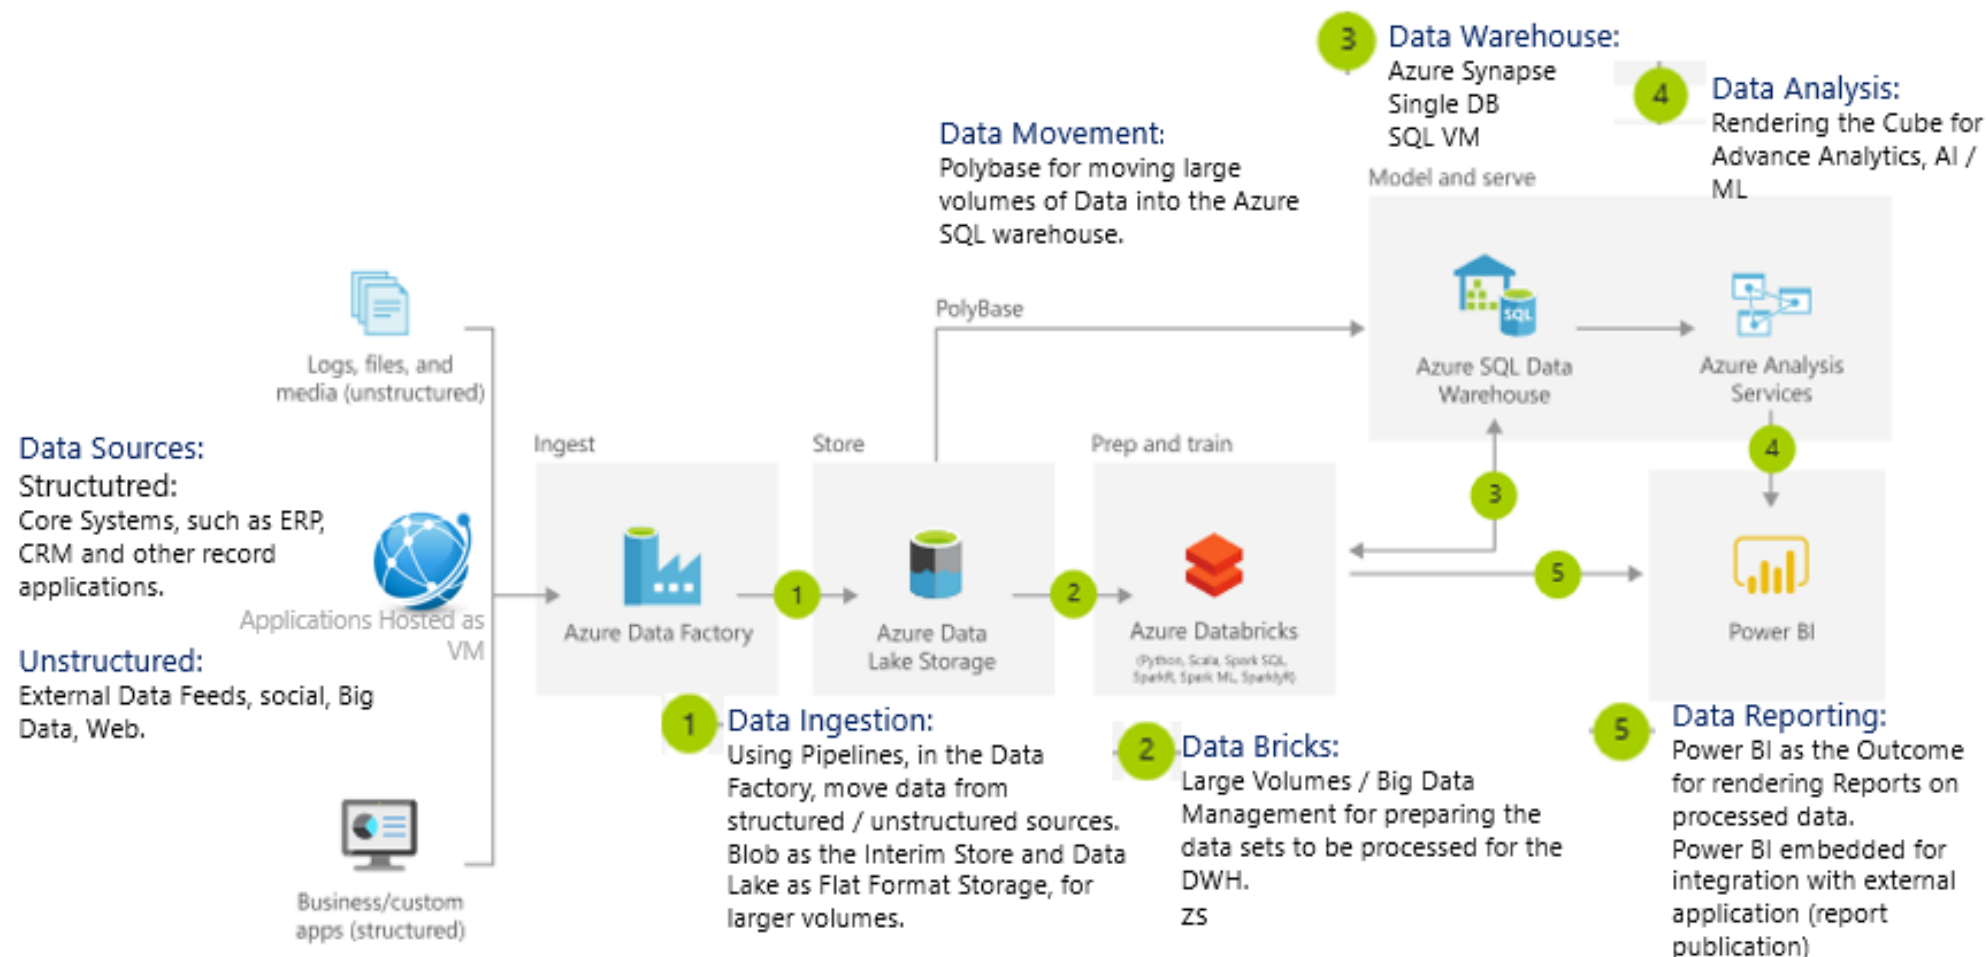 3
Data Warehouse:
Azure Synapse
Single DB
SQL VM
4
Data Analysis:
Rendering the Cube for
Advance Analytics, AI /
ML
Data Movement:
Polybase for moving large
volumes of Data into the Azure
SQL warehouse.
Model and serve
PolyBase
SQL
Azure SQL Data
Warehouse
Azure Analysis
Services
Logs, files, and
media (unstructured)
Data Sources:
Structutred:
Core Systems, such as ERP,
CRM and other record
applications.
Applications Hosted as
VM
Unstructured:
External Data Feeds, social, Big
Data, Web.
Business/custom
apps (structured)
Ingest
Azure Data Factory
1
Store
Azure Data
Lake Storage
2
Prep and train
Azure Databricks
(Python, Scala, Spark SQL,
SparkR, Spark ML, SparklyR)
3
4
5
Power BI
1
Data Ingestion:
Using Pipelines, in the Data
Factory, move data from
structured / unstructured sources.
Blob as the Interim Store and Data
Lake as Flat Format Storage, for
larger volumes.
2
Data Bricks:
Large Volumes / Big Data
Management for preparing the
data sets to be processed for the
DWH.
zs
5
Data Reporting:
Power BI as the Outcome
for rendering Reports on
processed data.
Power BI embedded for
integration with external
application (report
publication)